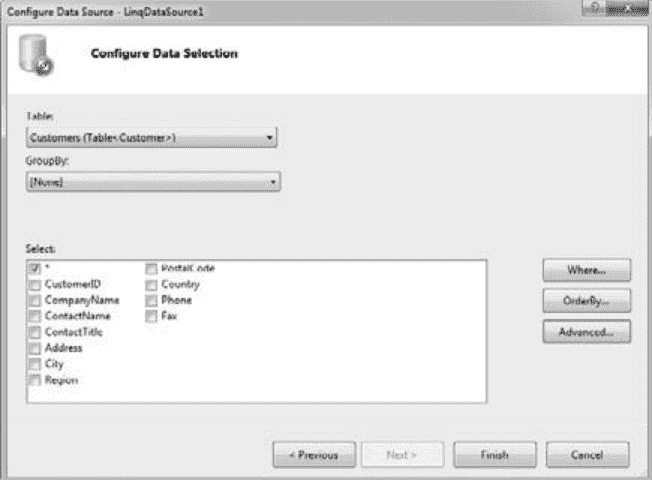 Configure Data Source - LinqDataSource1
Configure Data Selection
Table:
Customers (Table<Customer>)
GroupBy:
[None]
Select:
*
CustomerID
CompanyName
ContactName
ContactTitle
Address
City
Region
PostalCode
Country
Phone
Fax
Where...
OrderBy...
Advanced...
< Previous
Next >
Finish
Cancel